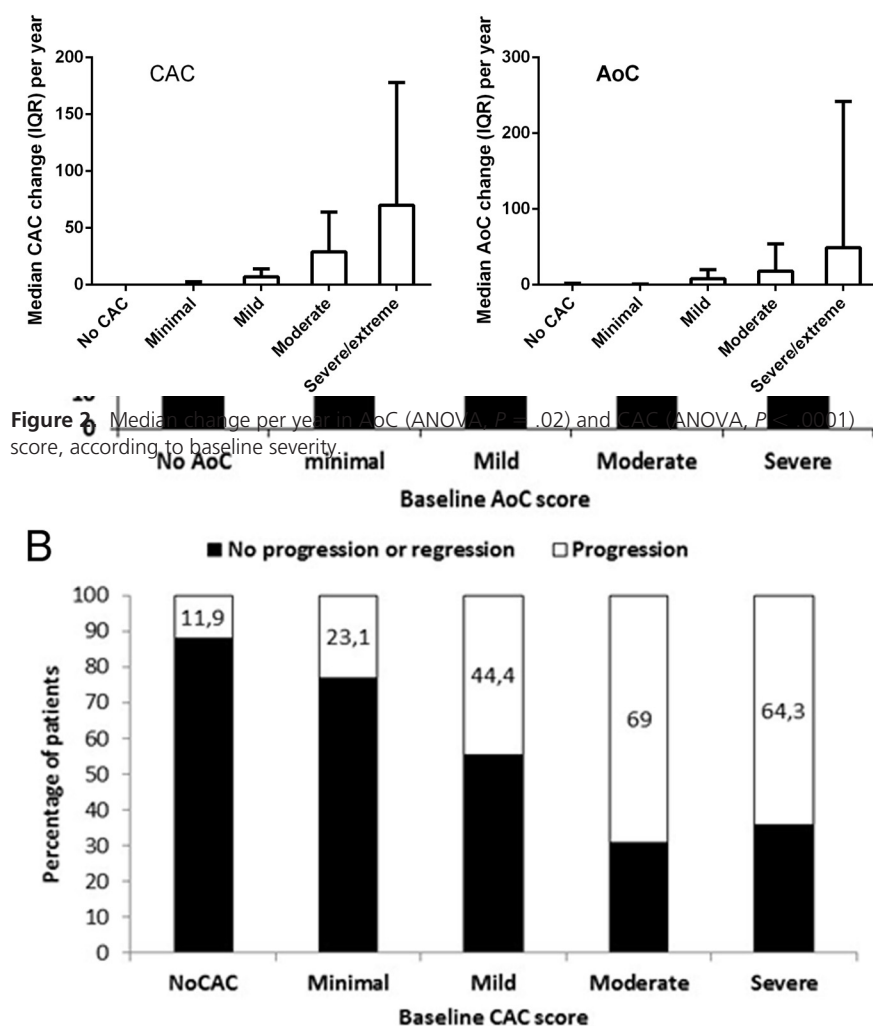 CAC
AoC
Median CAC change (IQR) per year
200
150
100
50
0
No CAC
Minimal
Mild
Moderate
Severe/extreme
Median AoC change (IQR) per year
300
200
100
0
No CAC
Minimal
Mild
Moderate
Severe/extreme
0
Figure 2. Median change per year in AoC (ANOVA, P = .02) and CAC (ANOVA, P < .0001)
score, according to baseline severity.
No AoC minimal Mild Moderate Severe
Baseline AoC score
B
No progression or regression Progression
Percentage of patients
100
90
80
70
60
50
40
30
20
10
0
11,9
23,1
44,4
69
64,3
NoCAC Minimal Mild Moderate Severe
Baseline CAC score